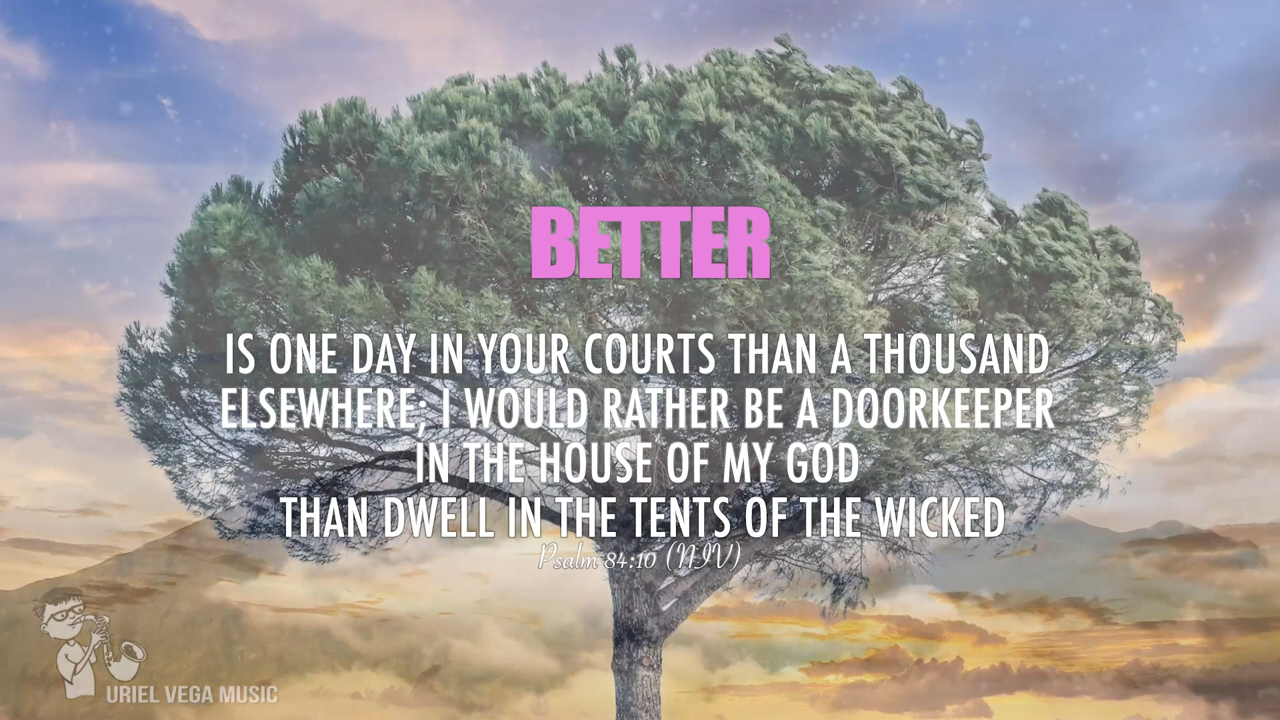 BETTER
IS ONE DAY IN YOUR COURTS THAN A THOUSAND
ELSEWHERE; I WOULD RATHER BE A DOORKEEPER
IN THE HOUSE OF MY GOD
THAN DWELL IN THE TENTS OF THE WICKED
Psalm 84:10 (NIV)
URIEL VEGA MUSIC